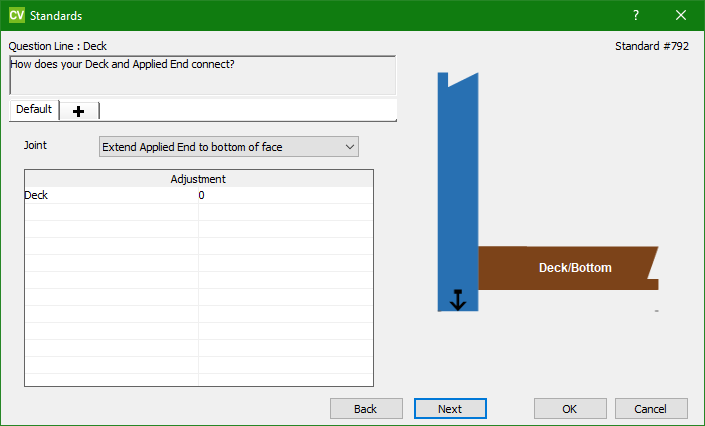 CV Standards ?
Question Line : Deck Standard #792
How does your Deck and Applied End connect?
Default
Joint Extend Applied End to bottom of face
Adjustment
Deck 0
Deck/Bottom
Back Next OK Cancel